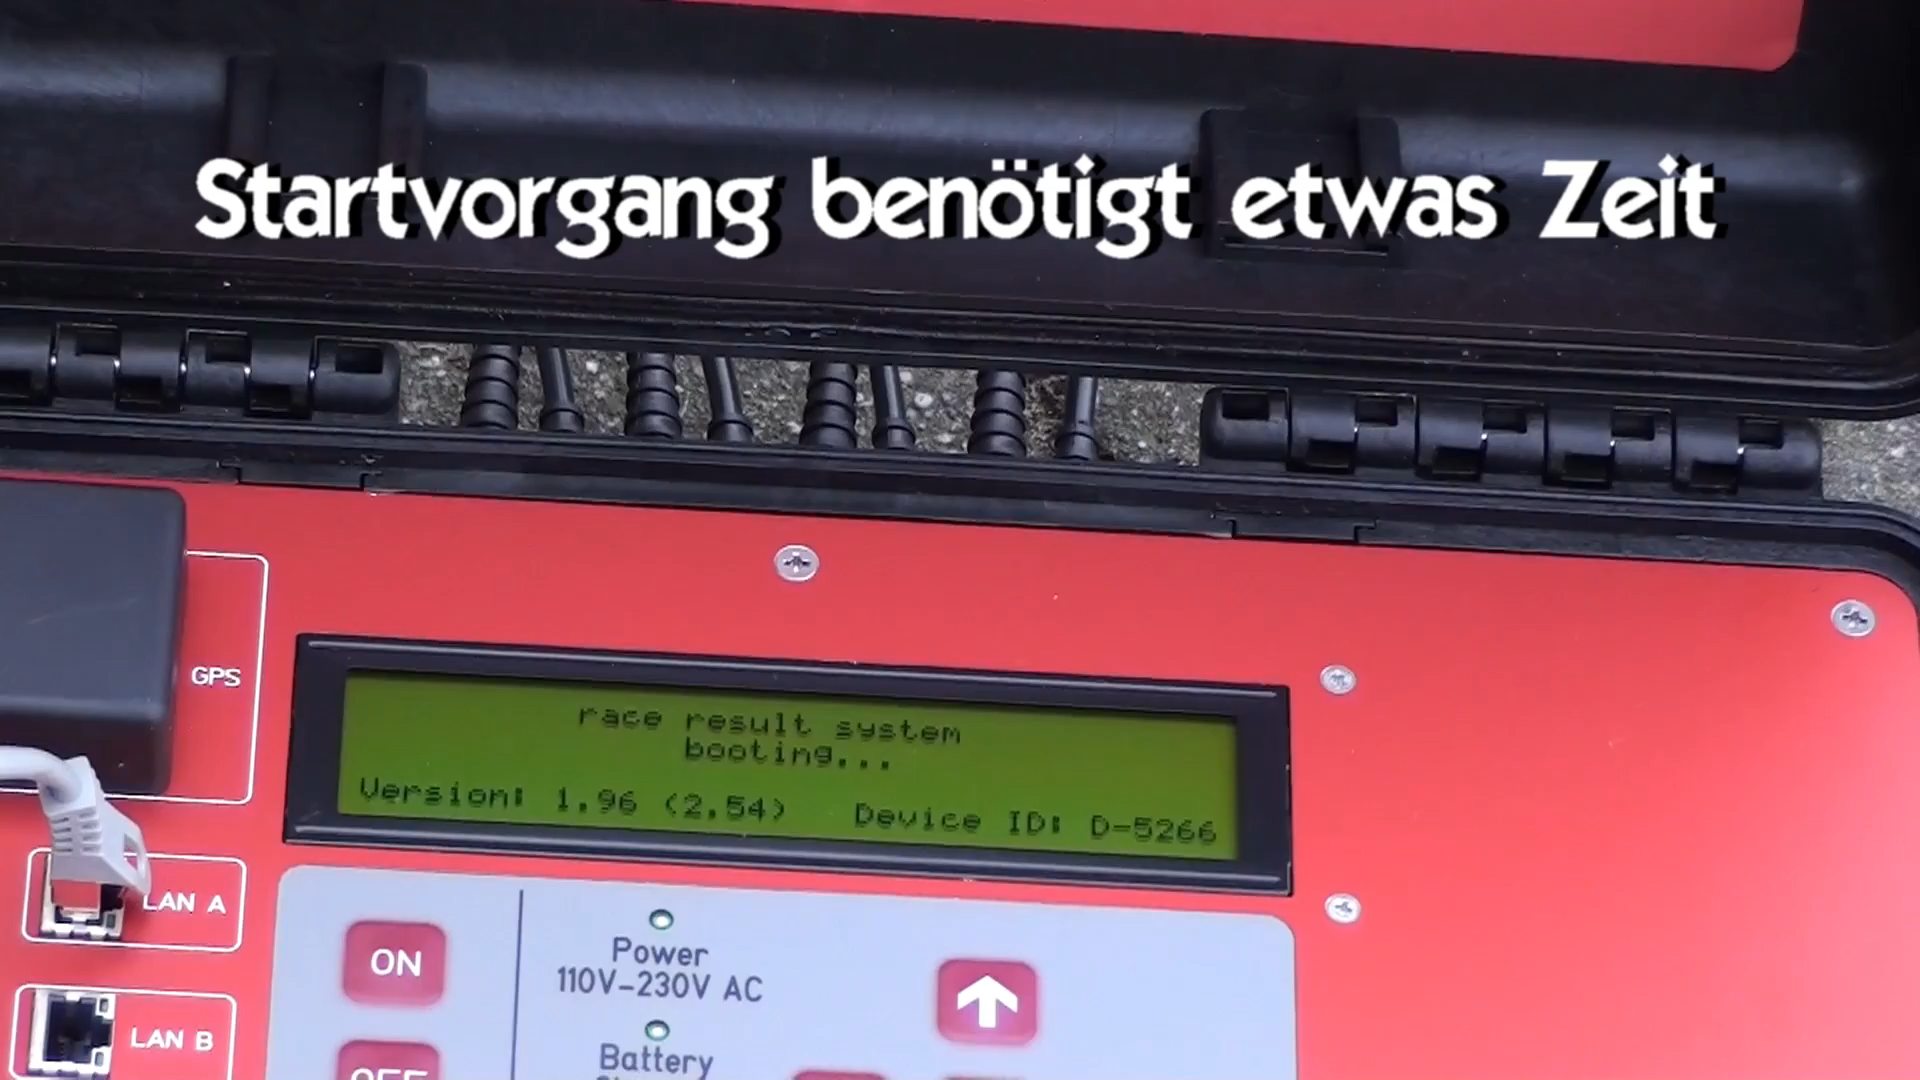 Startvorgang benötigt etwas Zeit
GPS
race result system
booting...
Version: 1.96 (2.54) Device ID: D-5266
LAN A
ON
Power
110V-230V AC
LAN B
Battery